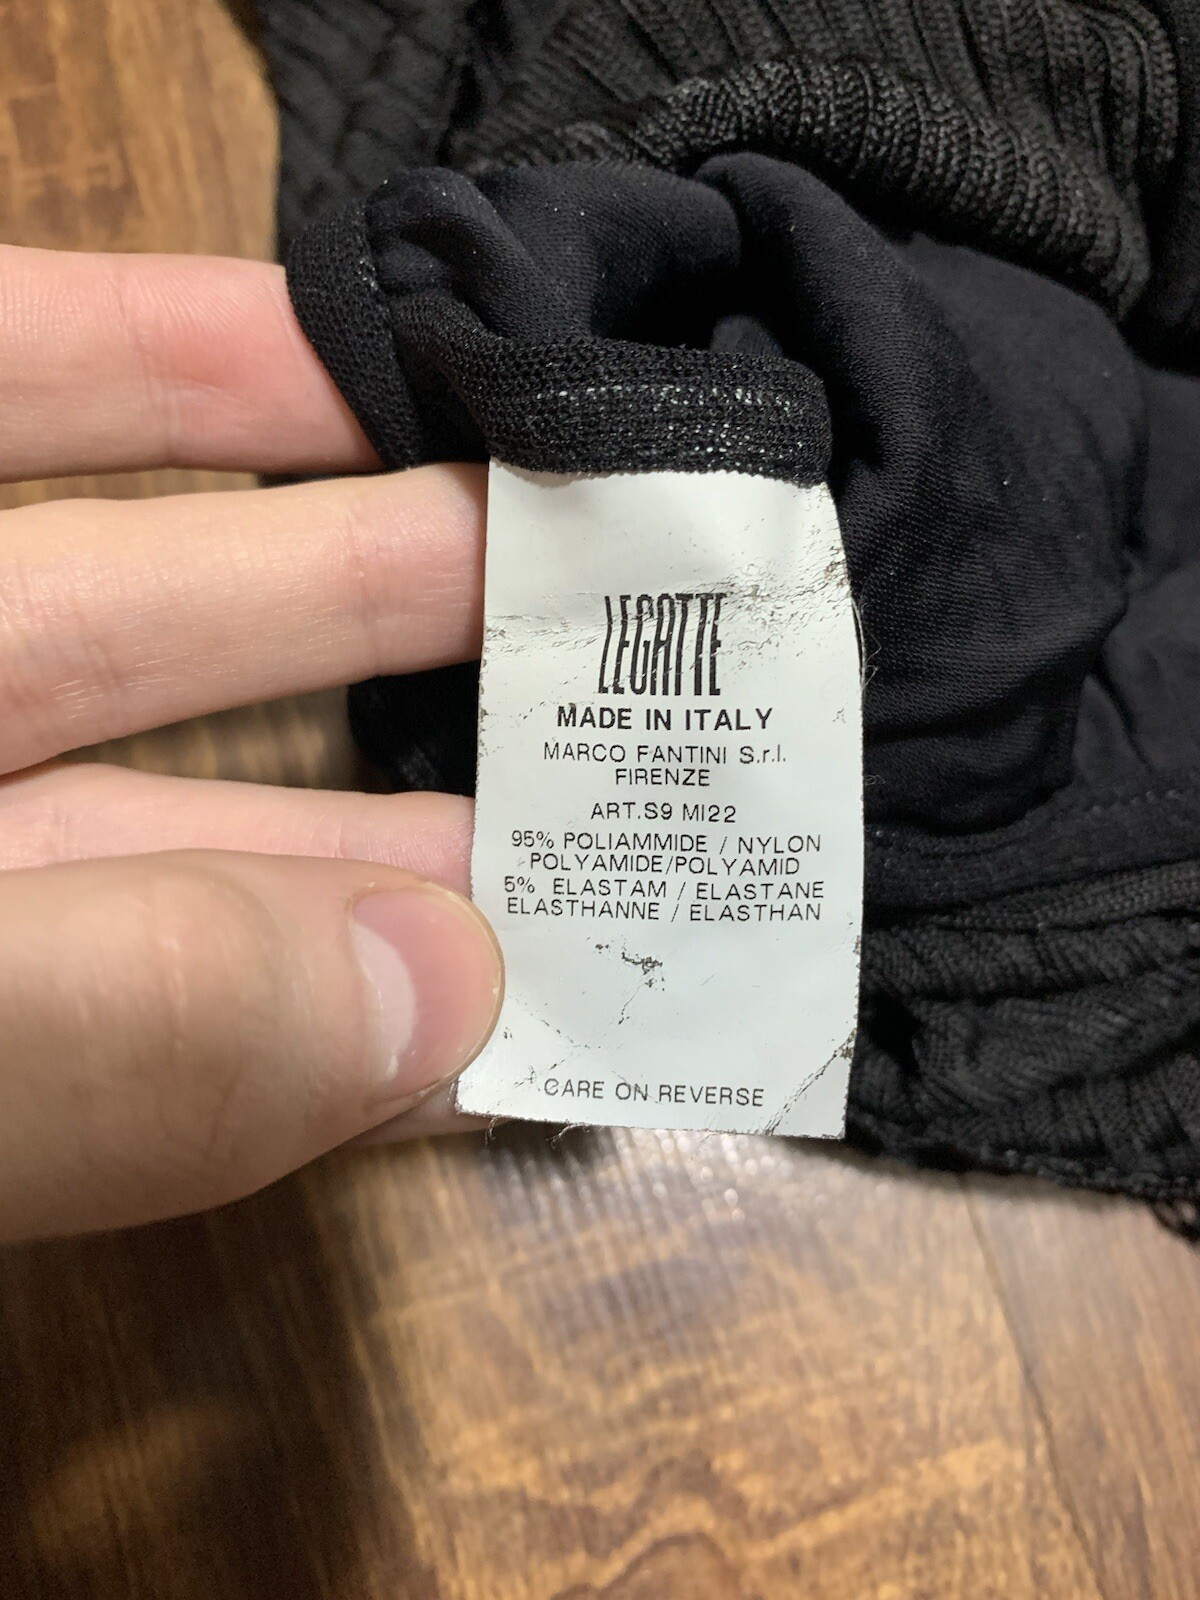 LEGATTE
MADE IN ITALY
MARCO FANTINI S.r.l.
FIRENZE
ART.S9 MI22
95% POLIAMMIDE / NYLON
POLYAMIDE/POLYAMID
5% ELASTAM / ELASTANE
ELASTHANNE / ELASTHAN
CARE ON REVERSE